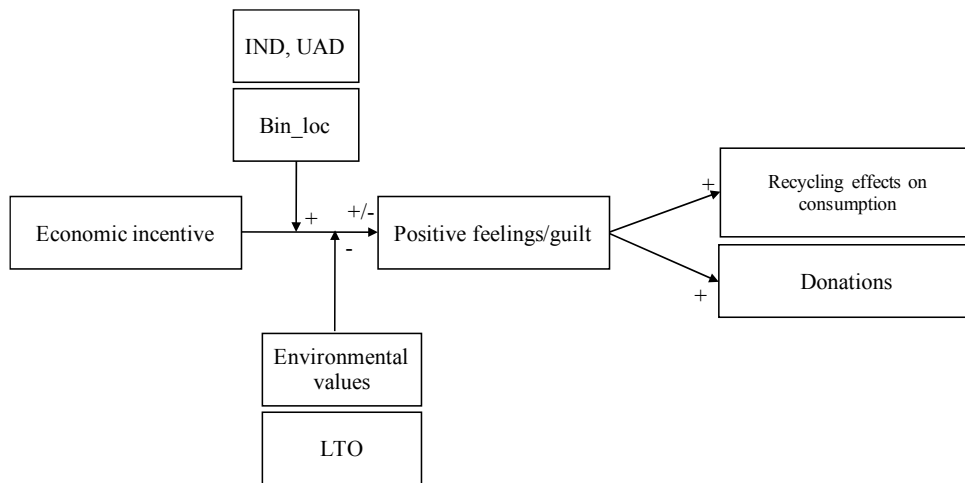 IND, UAD
Bin_loc
Economic incentive
+
+/-
-
Positive feelings/guilt
+
Recycling effects on
consumption
+
Donations
Environmental
values
LTO